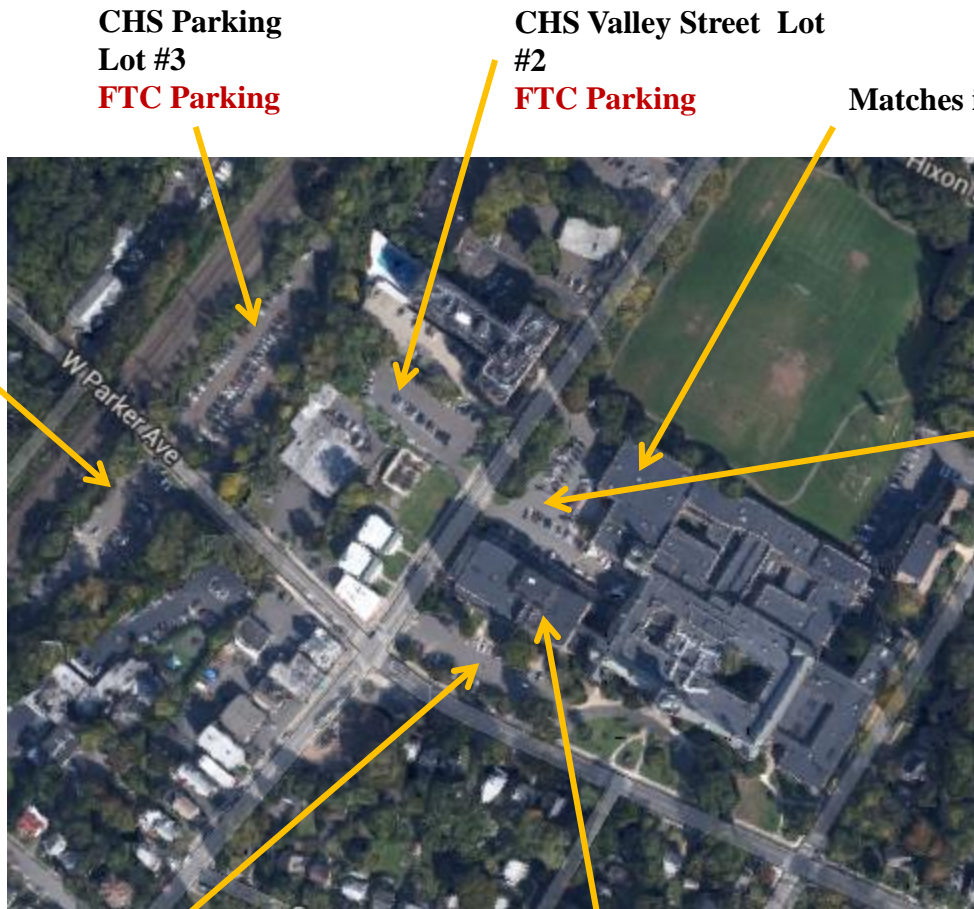 CHS Parking
Lot #3
FTC Parking
CHS Valley Street Lot
#2
FTC Parking
Matches
Hixon
W Parker Ave